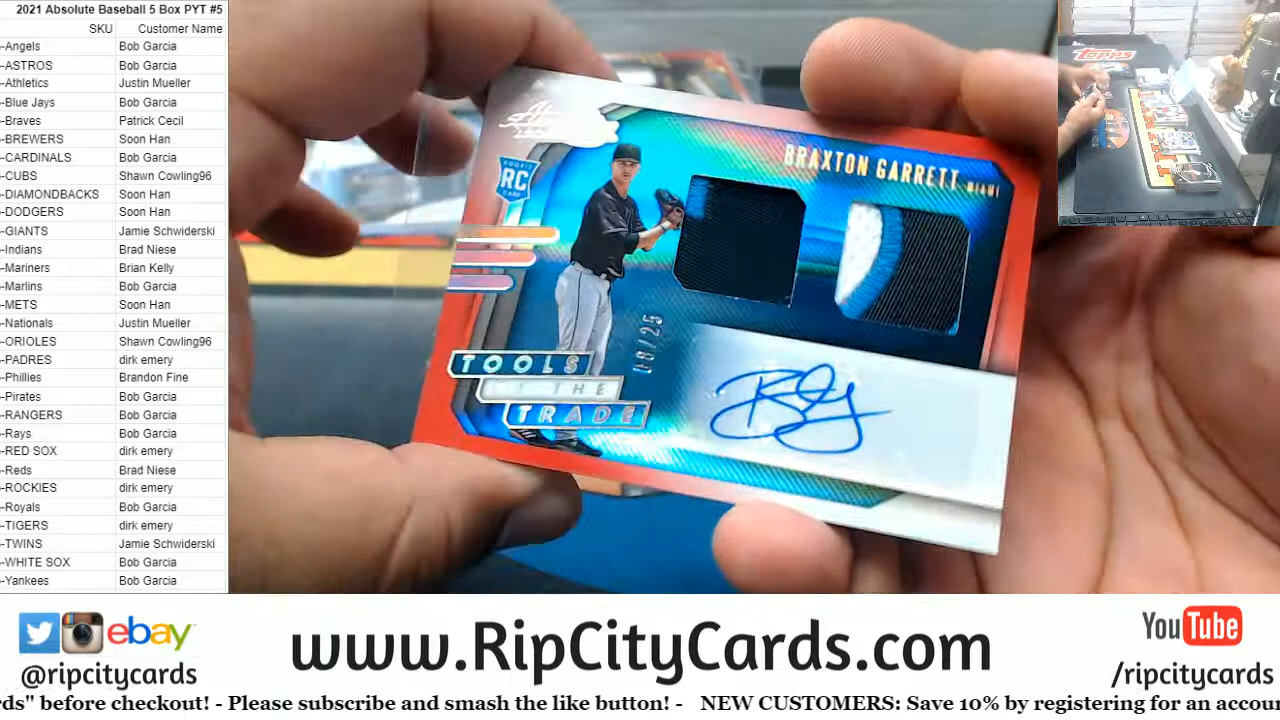 2021 Absolute Baseball 5 Box PYT #5
SKU Customer Name
-Angels Bob Garcia
-ASTROS Bob Garcia
-Athletics Justin Mueller
-Blue Jays Bob Garcia
-Braves Patrick Cecil
-BREWERS Soon Han
-CARDINALS Bob Garcia
-CUBS Shawn Cowling96
-DIAMONDBACKS Soon Han
-DODGERS Soon Han
-GIANTS Jamie Schwiderski
-Indians Brad Niese
-Mariners Brian Kelly
-Marlins Bob Garcia
-METS Soon Han
-Nationals Justin Mueller
-ORIOLES Shawn Cowling96
-PADRES dirk emery
-Phillies Brandon Fine
-Pirates Bob Garcia
-RANGERS Bob Garcia
-Rays Bob Garcia
-RED SOX dirk emery
-Reds Brad Niese
-ROCKIES dirk emery
-Royals Bob Garcia
-TIGERS dirk emery
-TWINS Jamie Schwiderski
-WHITE SOX Bob Garcia
-Yankees Bob Garcia
BRAXTON GARRETT MIAMI
ROOKIE
RC
CARD
08/25
TOOLS
THE
TRADE
Topps
ebay
@ripcitycards
www.RipCityCards.com
YouTube
/ripcitycards
ds" before checkout! - Please subscribe and smash the like button! - NEW CUSTOMERS: Save 10% by registering for an accou